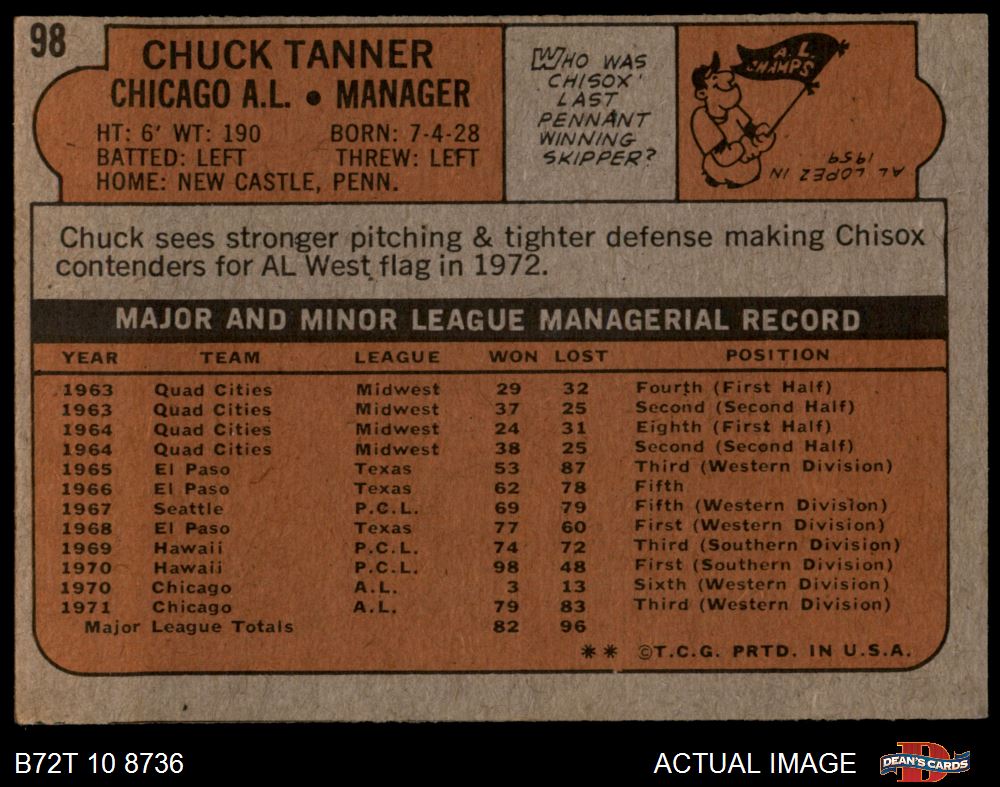 98
CHUCK TANNER
CHICAGO A.L. • MANAGER
HT: 6' WT: 190 BORN: 7-4-28
BATTED: LEFT THREW: LEFT
HOME: NEW CASTLE, PENN.
WHO WAS
CHISOX'
LAST
PENNANT
WINNING
SKIPPER?
A.L.
CHAMPS
AL LOPEZ IN
1959
Chuck sees stronger pitching & tighter defense making Chisox
contenders for AL West flag in 1972.
MAJOR AND MINOR LEAGUE MANAGERIAL RECORD
YEAR TEAM LEAGUE WON LOST POSITION
1963 Quad Cities Midwest 29 32 Fourth (First Half)
1963 Quad Cities Midwest 37 25 Second (Second Half)
1964 Quad Cities Midwest 24 31 Eighth (First Half)
1964 Quad Cities Midwest 38 25 Second (Second Half)
1965 El Paso Texas 53 87 Third (Western Division)
1966 El Paso Texas 62 78 Fifth
1967 Seattle P.C.L. 69 79 Fifth (Western Division)
1968 El Paso Texas 77 60 First (Western Division)
1969 Hawaii P.C.L. 74 72 Third (Southern Division)
1970 Hawaii P.C.L. 98 48 First (Southern Division)
1970 Chicago A.L. 3 13 Sixth (Western Division)
1971 Chicago A.L. 79 83 Third (Western Division)
Major League Totals 82 96
** ©T.C.G. PRTD. IN U.S.A.
B72T 10 8736
ACTUAL IMAGE
D
DEAN'S CARDS